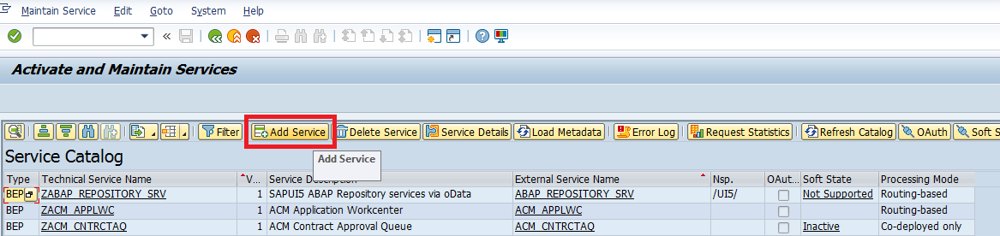 Maintain Service Edit Goto System Help
Activate and Maintain Services
Filter Add Service Delete Service Service Details Load Metadata Error Log Request Statistics Refresh Catalog OAuth Soft S
Service Catalog
Add Service
Type Technical Service Name V... Service Description External Service Name Nsp. OAut... Soft State Processing Mode
BEP ZABAP_REPOSITORY_SRV 1 SAPUI5 ABAP Repository services via oData ABAP_REPOSITORY_SRV /UI5/ Not Supported Routing-based
BEP ZACM_APPLWC 1 ACM Application Workcenter ACM_APPLWC Routing-based
BEP ZACM_CNTRCTAQ 1 ACM Contract Approval Queue ACM_CNTRCTAQ Inactive Co-deployed only